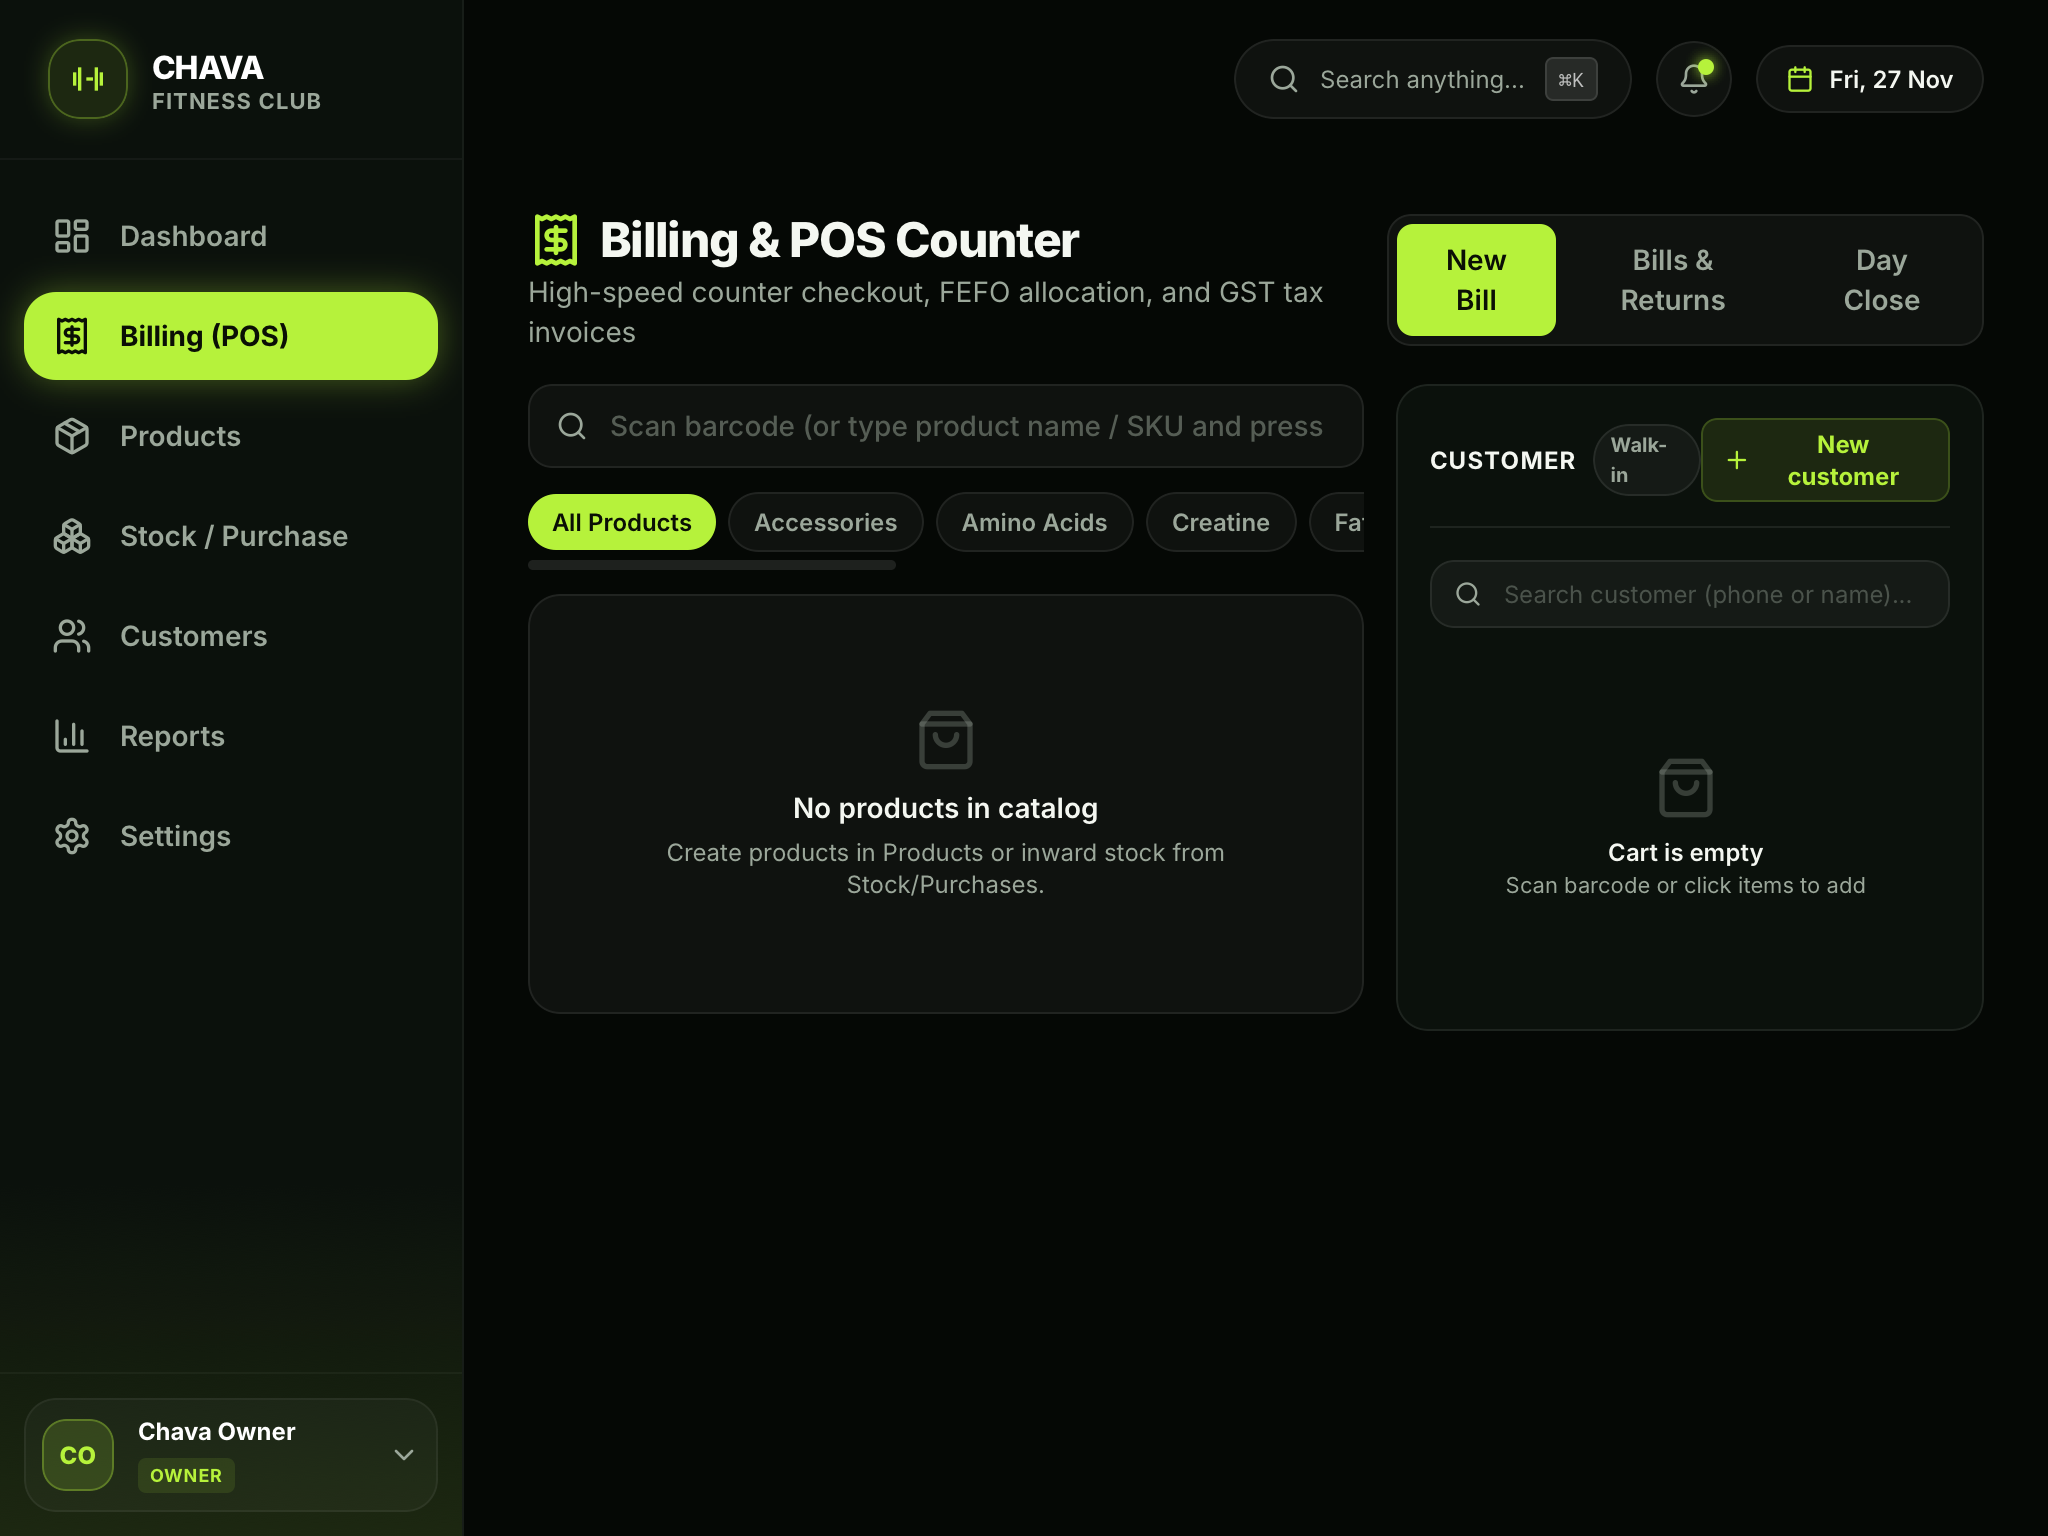 CHAVA
FITNESS CLUB
Search anything...
⌘K
Fri, 27 Nov
Dashboard
Billing (POS)
Products
Stock / Purchase
Customers
Reports
Settings
Chava Owner
CO
OWNER
Billing & POS Counter
High-speed counter checkout, FEFO allocation, and GST tax
invoices
New
Bill
Bills &
Returns
Day
Close
Scan barcode (or type product name / SKU and press
All Products
Accessories
Amino Acids
Creatine
No products in catalog
Create products in Products or inward stock from
Stock/Purchases.
CUSTOMER
Walk-
in
New
customer
Search customer (phone or name)...
Cart is empty
Scan barcode or click items to add